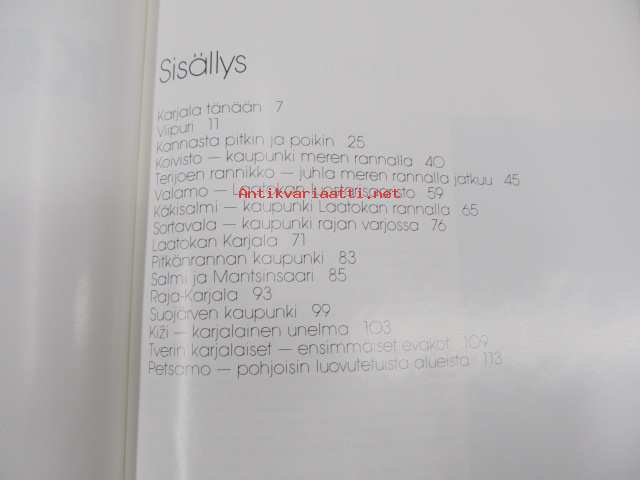 Sisällys
Karjala tänään 7
Viipuri 11
Kannasta pitkin ja poikin 25
Koivisto – kaupunki meren rannalla 40
Terijoen rannikko – juhla meren rannalla jatkuu 45
Valamo – Laatokan luostarisaaristo 59
Antikvariaatti.net
Käkisalmi – kaupunki Laatokan rannalla 65
Sortavala – kaupunki rajan varjossa 76
Laatokan Karjala 71
Pitkänrannan kaupunki 83
Salmi ja Mantsinsaari 85
Raja-Karjala 93
Suojärven kaupunki 99
Kiži – karjalainen unelma 103
Tverin karjalaiset – ensimmäiset evakot 109
Petsamo – pohjoisin luovutetuista alueista 113